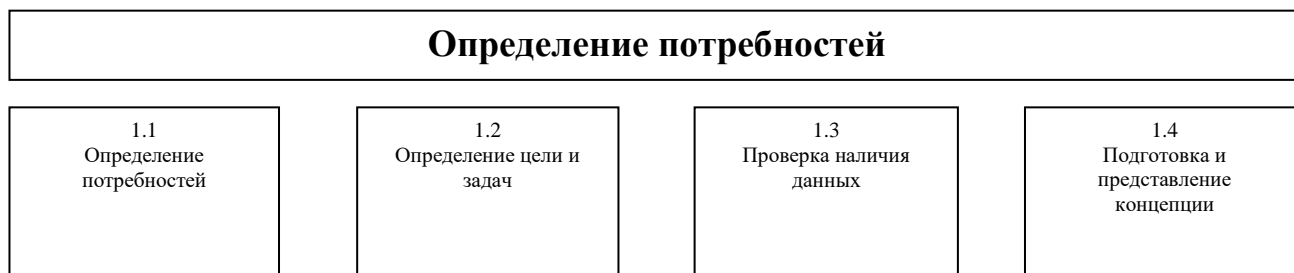 Определение потребностей
1.1
Определение
потребностей
1.2
Определение цели и
задач
1.3
Проверка наличия
данных
1.4
Подготовка и
представление
концепции